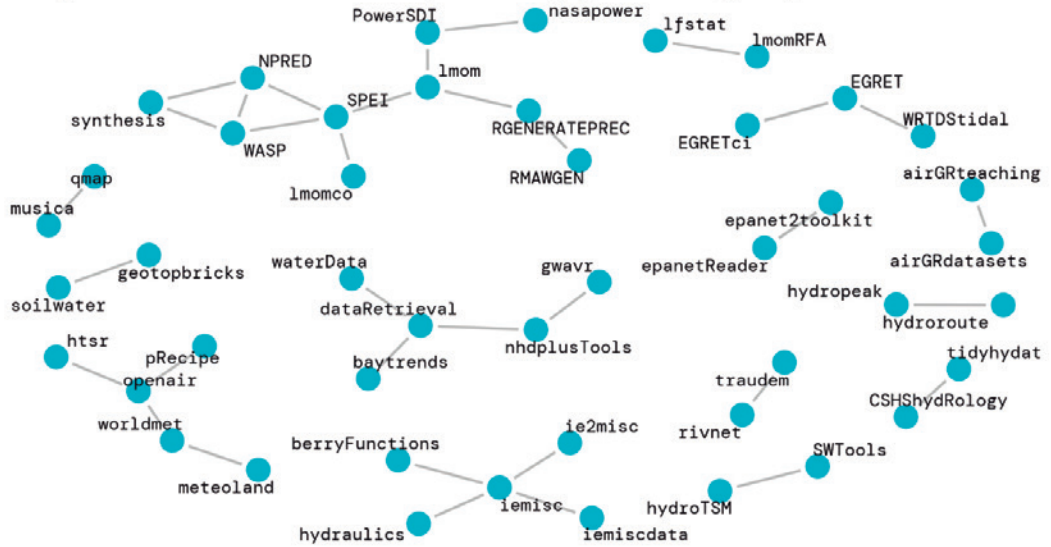 PowerSDI
nasapower
lfstat
lmomRFA
NPRED
lmom
EGRET
SPEI
synthesis
RGENERATEPREC
WRTDStidal
EGRETci
WASP
RMAWGEN
airGRteaching
qmap
lmomco
musica
epanet2toolkit
waterData
gwavr
epanetReader
airGRdatasets
geotopbricks
hydropeak
soilwater
dataRetrieval
hydroroute
htsr
pRecipe
nhdplusTools
tidyhydat
baytrends
openair
traudem
CSHShydRology
worldmet
ie2misc
rivnet
berryFunctions
SWTools
meteoland
iemisc
hydroTSM
hydraulics
iemiscdata